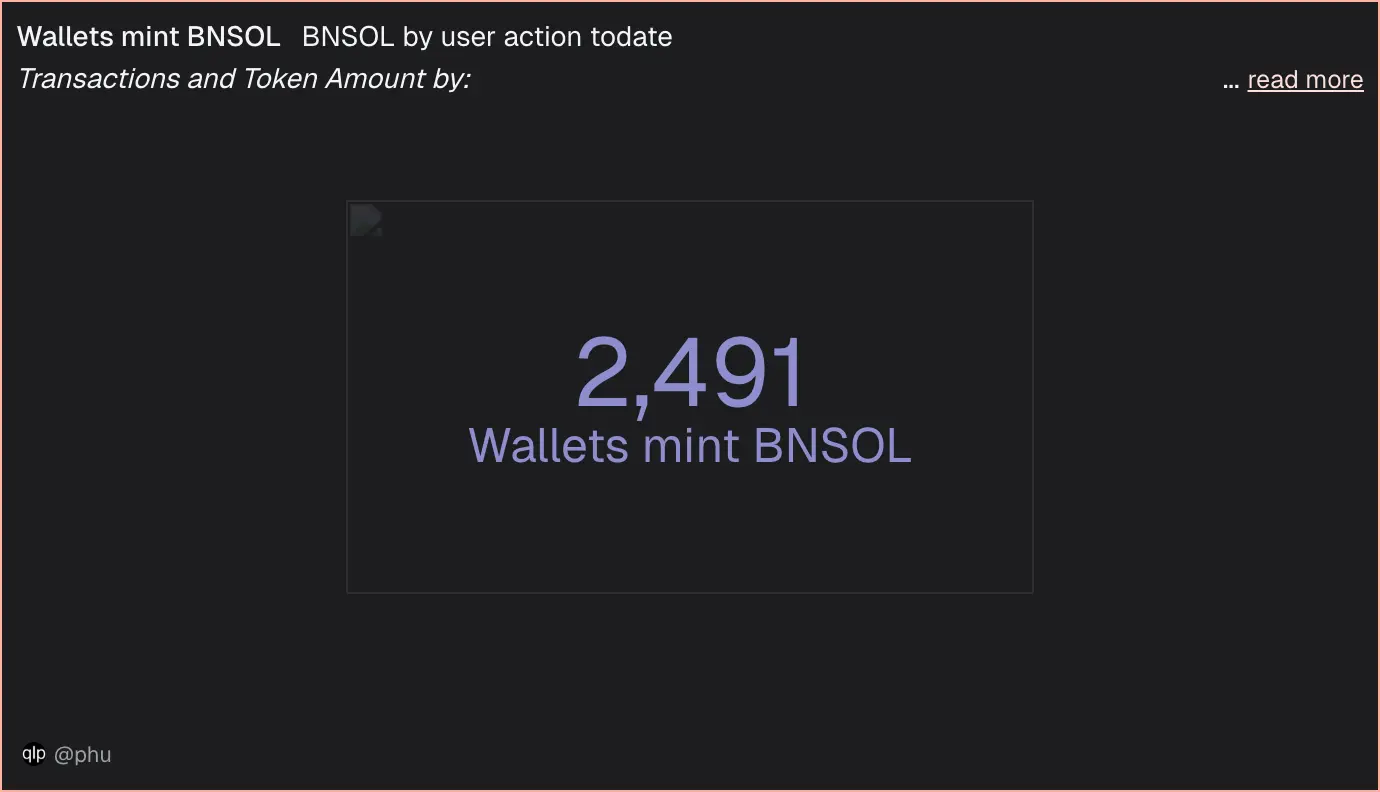 Wallets mint BNSOL BNSOL by user action todate
Transactions and Token Amount by:
... read more
2,491
Wallets mint BNSOL
qlp @phu